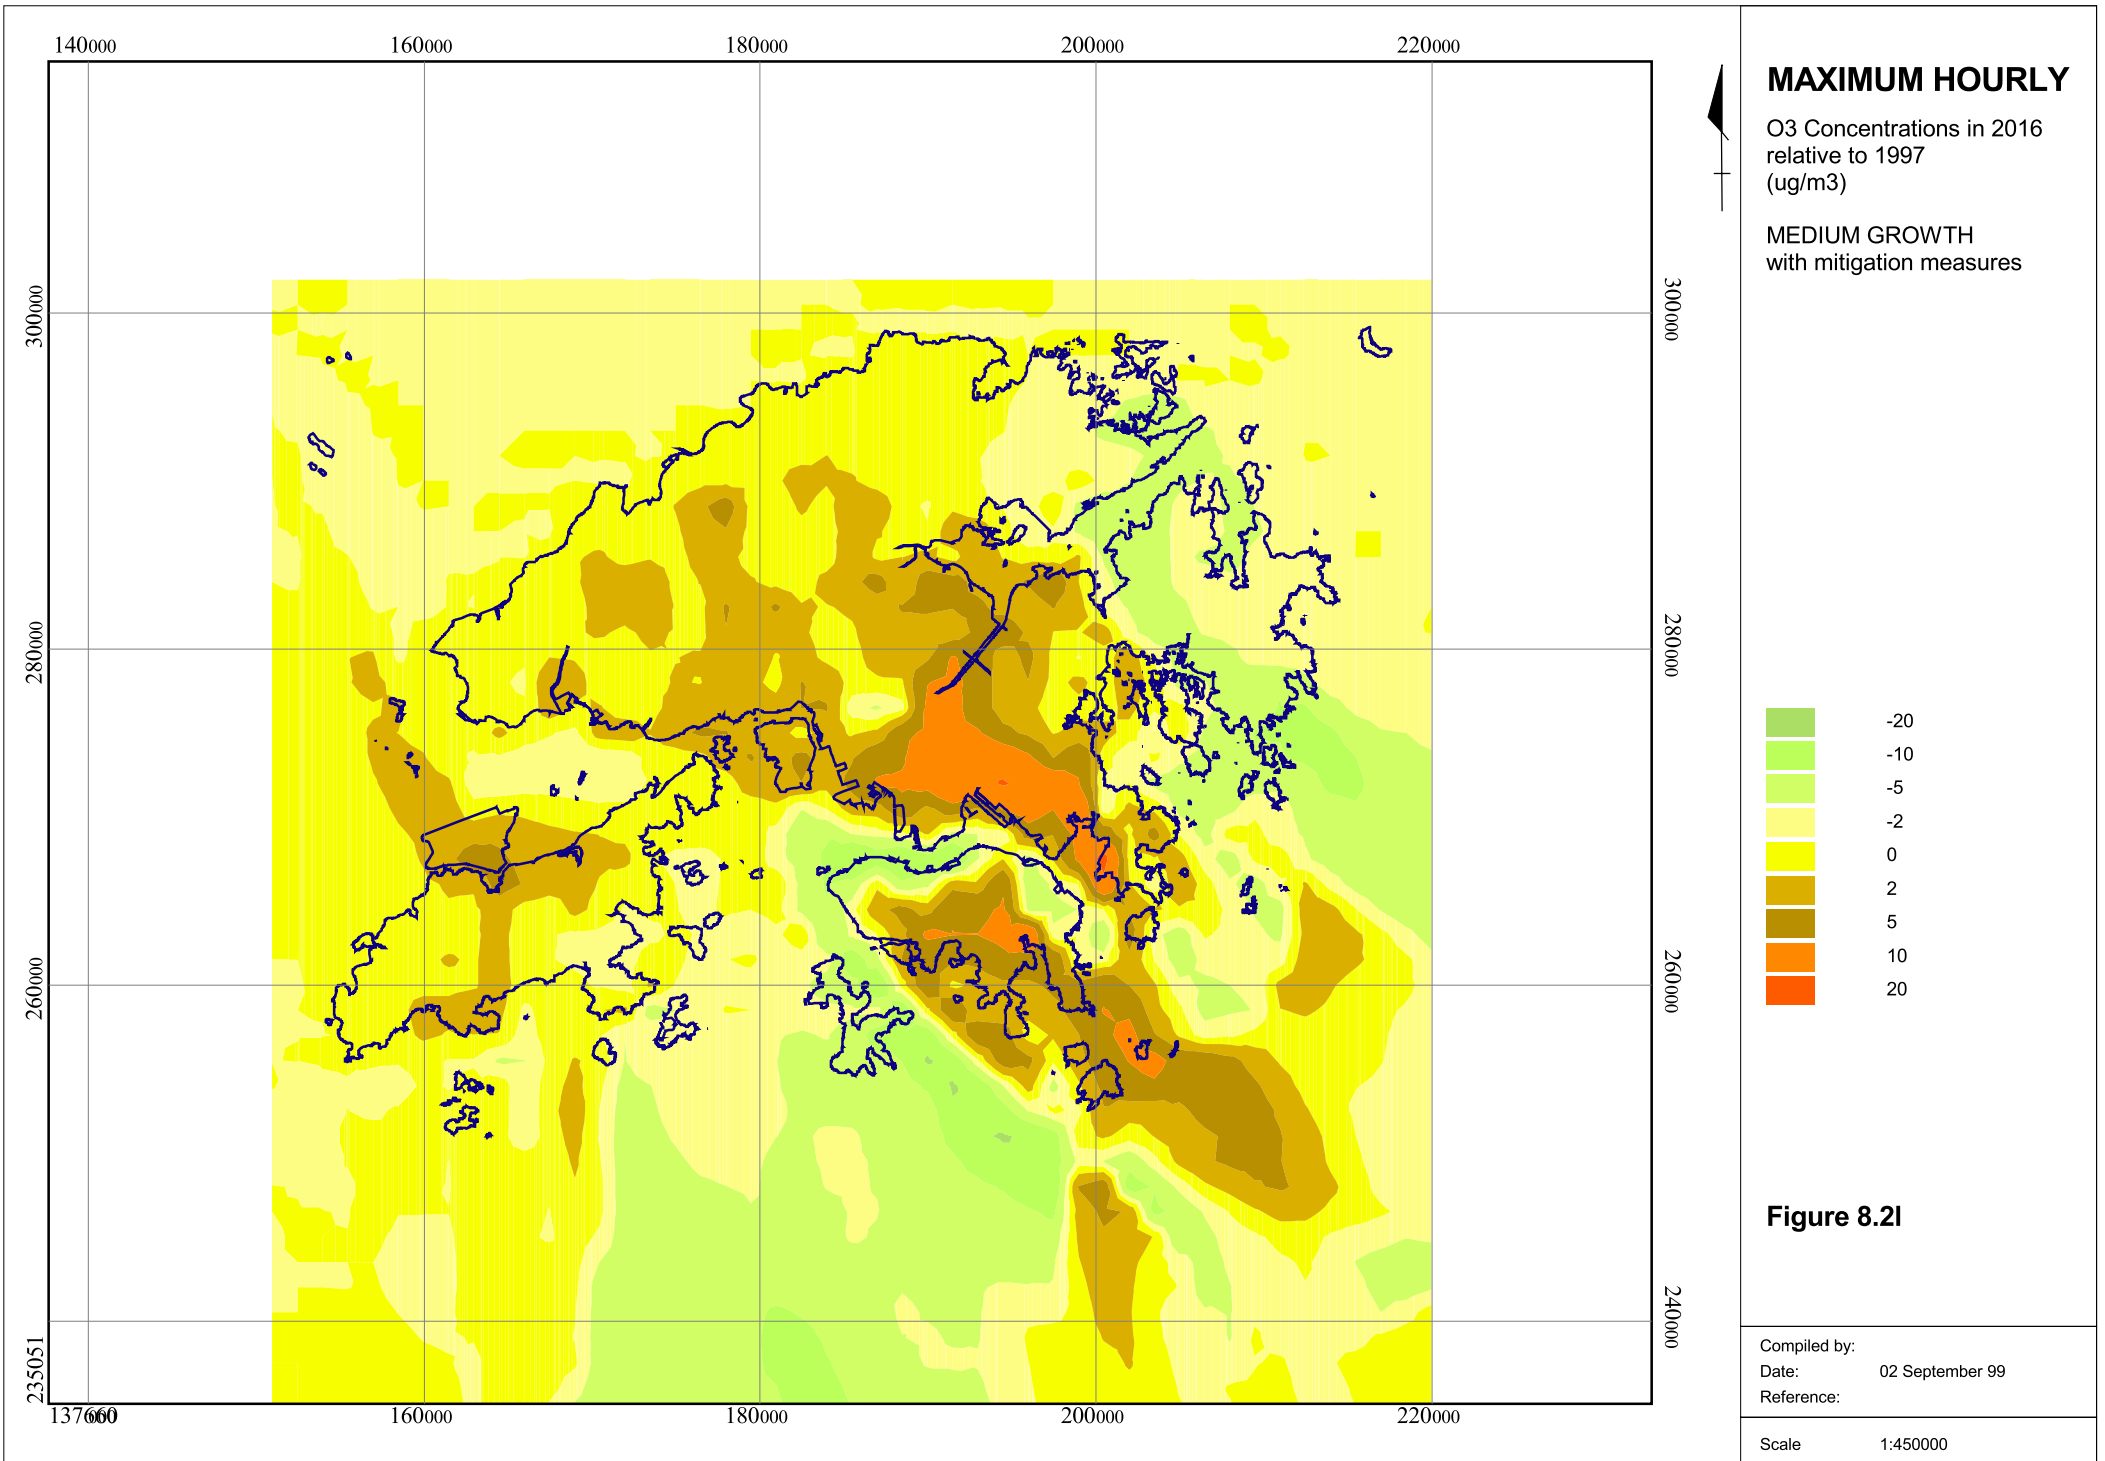 140000 160000 180000 200000 220000
300000
280000
260000
240000
300000
280000
260000
235051
137660
160000 180000 200000 220000
MAXIMUM HOURLY
O3 Concentrations in 2016
relative to 1997
(ug/m3)
MEDIUM GROWTH
with mitigation measures
-20
-10
-5
-2
0
2
5
10
20
Figure 8.2l
Compiled by:
Date: 02 September 99
Reference:
Scale 1:450000